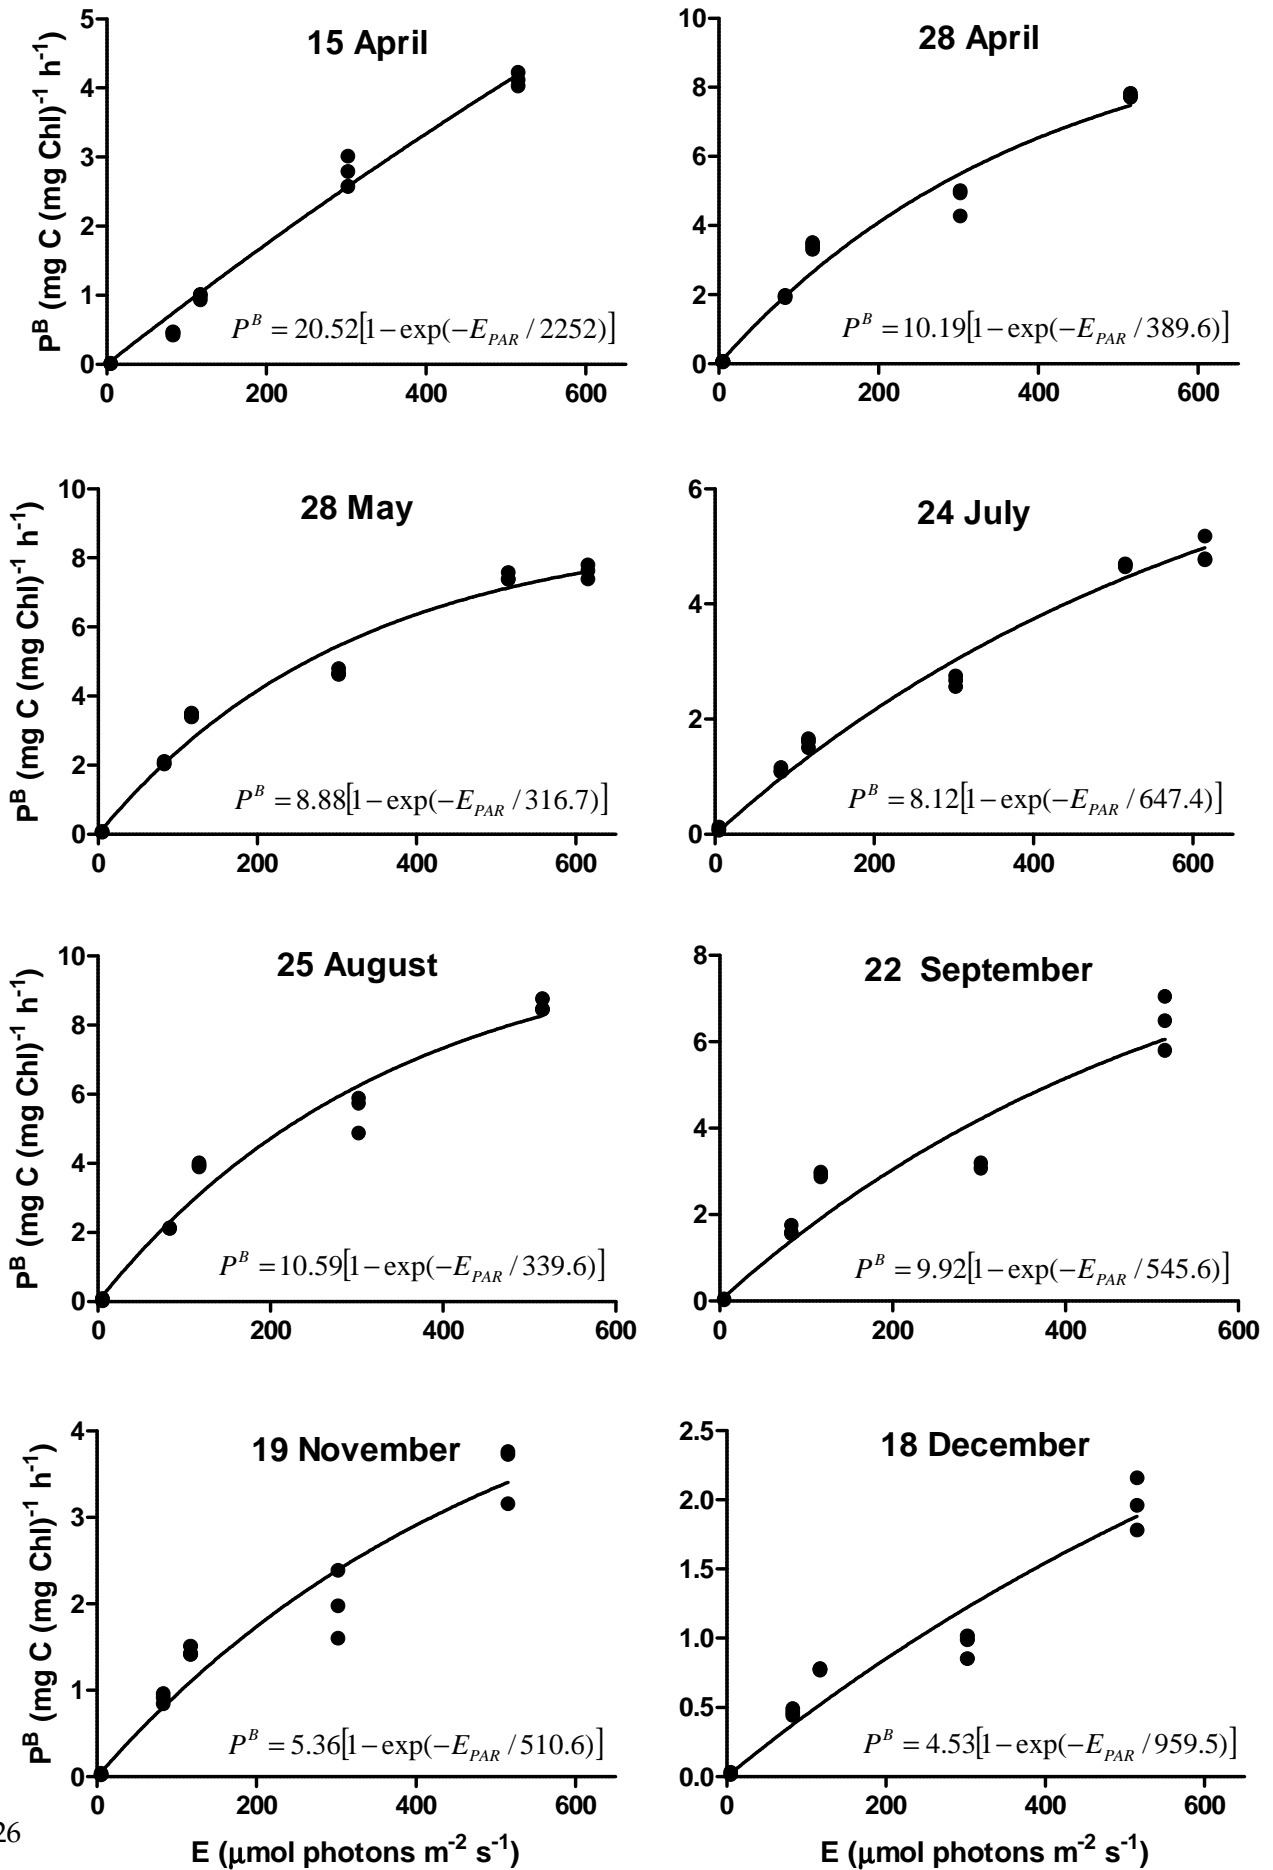 15 April
P^B (mg C (mg Chl)^-1 h^-1)
5
4
3
2
1
0
P^B = 20.52[1−exp(−E_PAR / 2252)]
0 200 400 600
28 April
10
8
6
4
2
0
P^B = 10.19[1−exp(−E_PAR / 389.6)]
0 200 400 600
28 May
P^B (mg C (mg Chl)^-1 h^-1)
10
8
6
4
2
0
P^B = 8.88[1−exp(−E_PAR / 316.7)]
0 200 400 600
24 July
6
4
2
0
P^B = 8.12[1−exp(−E_PAR / 647.4)]
0 200 400 600
25 August
P^B (mg C (mg Chl)^-1 h^-1)
10
8
6
4
2
0
P^B = 10.59[1−exp(−E_PAR / 339.6)]
0 200 400 600
22 September
8
6
4
2
0
P^B = 9.92[1−exp(−E_PAR / 545.6)]
0 200 400 600
19 November
P^B (mg C (mg Chl)^-1 h^-1)
4
3
2
1
0
P^B = 5.36[1−exp(−E_PAR / 510.6)]
0 200 400 600
E (μmol photons m^-2 s^-1)
18 December
2.5
2.0
1.5
1.0
0.5
0.0
P^B = 4.53[1−exp(−E_PAR / 959.5)]
0 200 400 600
E (μmol photons m^-2 s^-1)
26